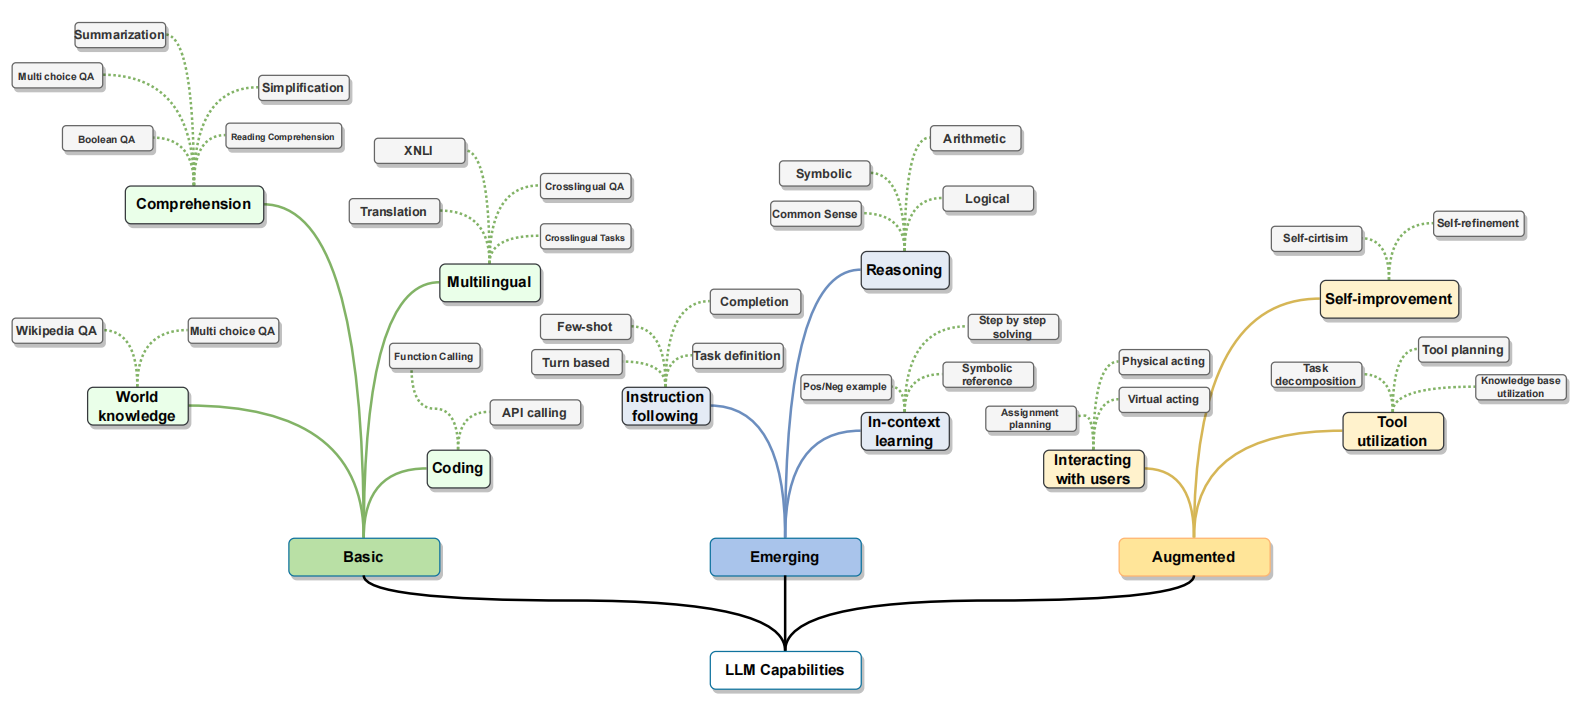 Summarization
Multi choice QA
Simplification
Boolean QA
Reading Comprehension
Comprehension
XNLI
Crosslingual QA
Translation
Crosslingual Tasks
Multilingual
Wikipedia QA
Multi choice QA
World
knowledge
Function Calling
API calling
Coding
Basic
Arithmetic
Symbolic
Logical
Common Sense
Reasoning
Completion
Few-shot
Turn based
Task definition
Instruction
following
Step by step
solving
Symbolic
reference
Pos/Neg example
In-context
learning
Emerging
Self-cirtisim
Self-refinement
Self-improvement
Physical acting
Virtual acting
Assignment
planning
Interacting
with users
Tool planning
Task
decomposition
Knowledge base
utilization
Tool
utilization
Augmented
LLM Capabilities